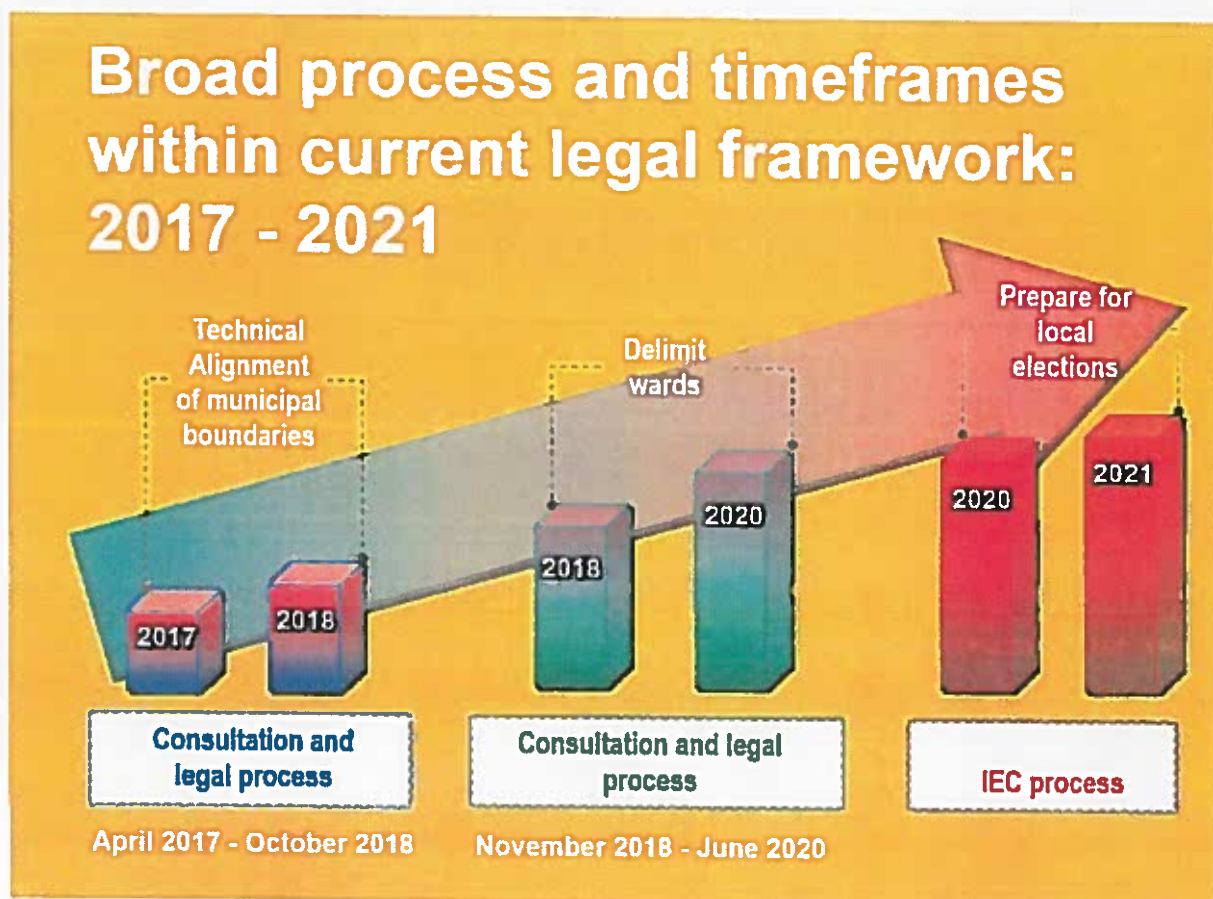 Broad process and timeframes
within current legal framework:
2017 - 2021
Technical
Alignment
of municipal
boundaries
Delimit
wards
Prepare for
local
elections
2017
2018
2018
2020
2020
2021
Consultation and
legal process
Consultation and legal
process
IEC process
April 2017 - October 2018
November 2018 - June 2020